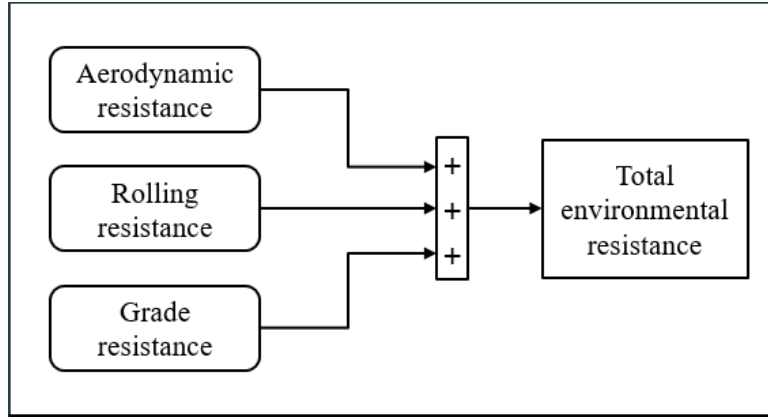 Aerodynamic
resistance
Rolling
resistance
Grade
resistance
+
+
+
Total
environmental
resistance